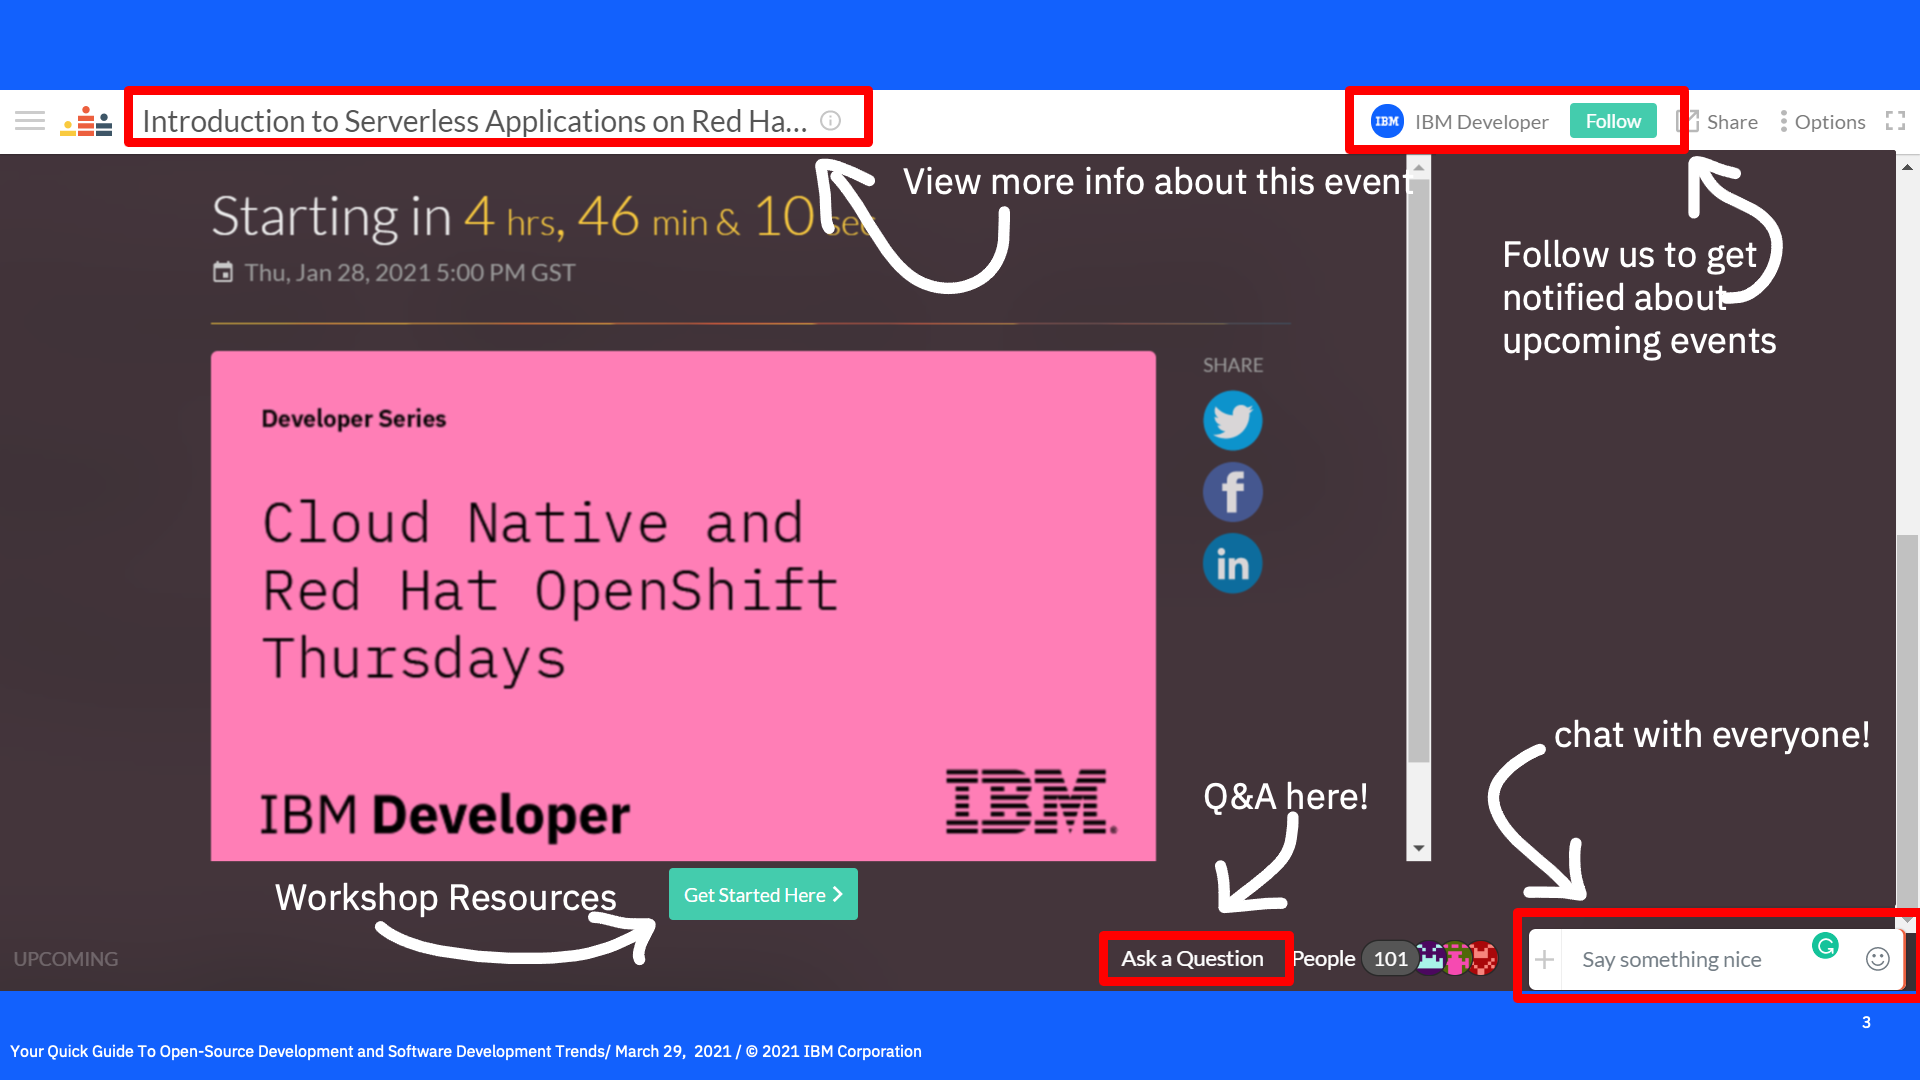 Introduction to Serverless Applications on Red Ha...
IBM
IBM Developer
Follow
Share
Options
View more info about this event
Starting in 4 hrs, 46 min & 10 sec
Thu, Jan 28, 2021 5:00 PM GST
Follow us to get
notified about
upcoming events
SHARE
Developer Series
Cloud Native and
Red Hat OpenShift
Thursdays
IBM Developer
IBM®
chat with everyone!
Q&A here!
Workshop Resources
Get Started Here
UPCOMING
Ask a Question
People
101
Say something nice
3
Your Quick Guide To Open-Source Development and Software Development Trends/ March 29, 2021 / © 2021 IBM Corporation